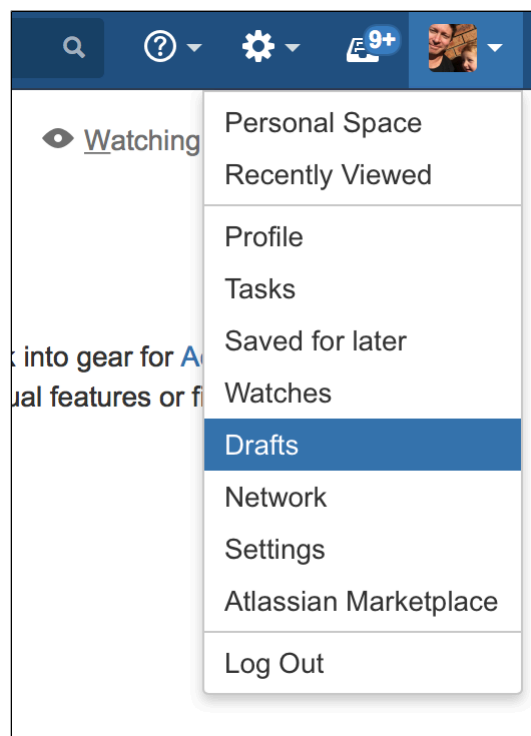 9+
Watching
Personal Space
Recently Viewed
Profile
Tasks
Saved for later
into gear for
ual features or
Watches
Drafts
Network
Settings
Atlassian Marketplace
Log Out